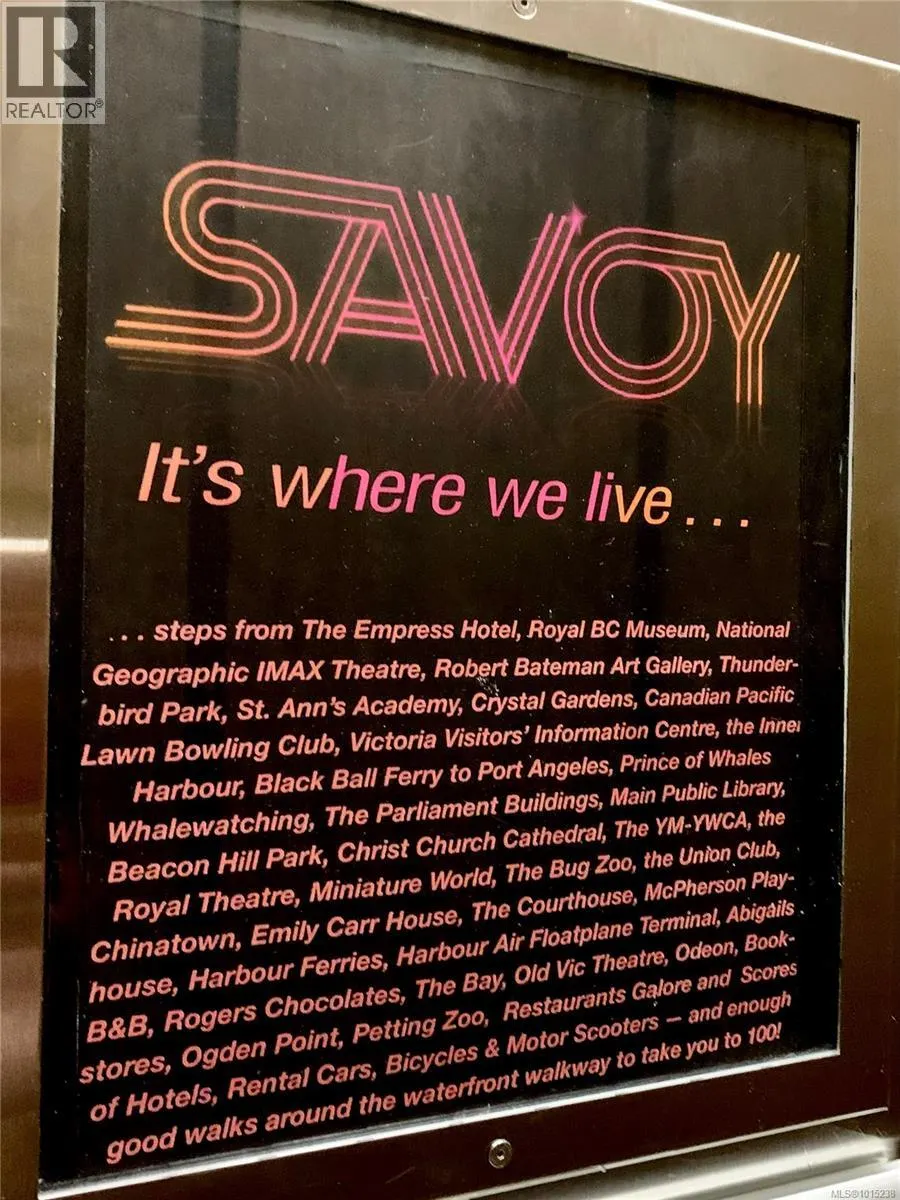 REALTOR®
SAVOY
It's where we live...
... steps from The Empress Hotel, Royal BC Museum, National
Geographic IMAX Theatre, Robert Bateman Art Gallery, Thunder-
bird Park, St. Ann's Academy, Crystal Gardens, Canadian Pacific
Lawn Bowling Club, Victoria Visitors' Information Centre, the Inner
Harbour, Black Ball Ferry to Port Angeles, Prince of Whales
Whalewatching, The Parliament Buildings, Main Public Library,
Beacon Hill Park, Christ Church Cathedral, The YM-YWCA, the
Royal Theatre, Miniature World, The Bug Zoo, the Union Club,
Chinatown, Emily Carr House, The Courthouse, McPherson Play-
house, Harbour Ferries, Harbour Air Floatplane Terminal, Abigails
B&B, Rogers Chocolates, The Bay, Old Vic Theatre, Odeon, Book-
stores, Ogden Point, Petting Zoo, Restaurants Galore and Scores
of Hotels, Rental Cars, Bicycles & Motor Scooters — and enough
good walks around the waterfront walkway to take you to 100!
MLS®1015238